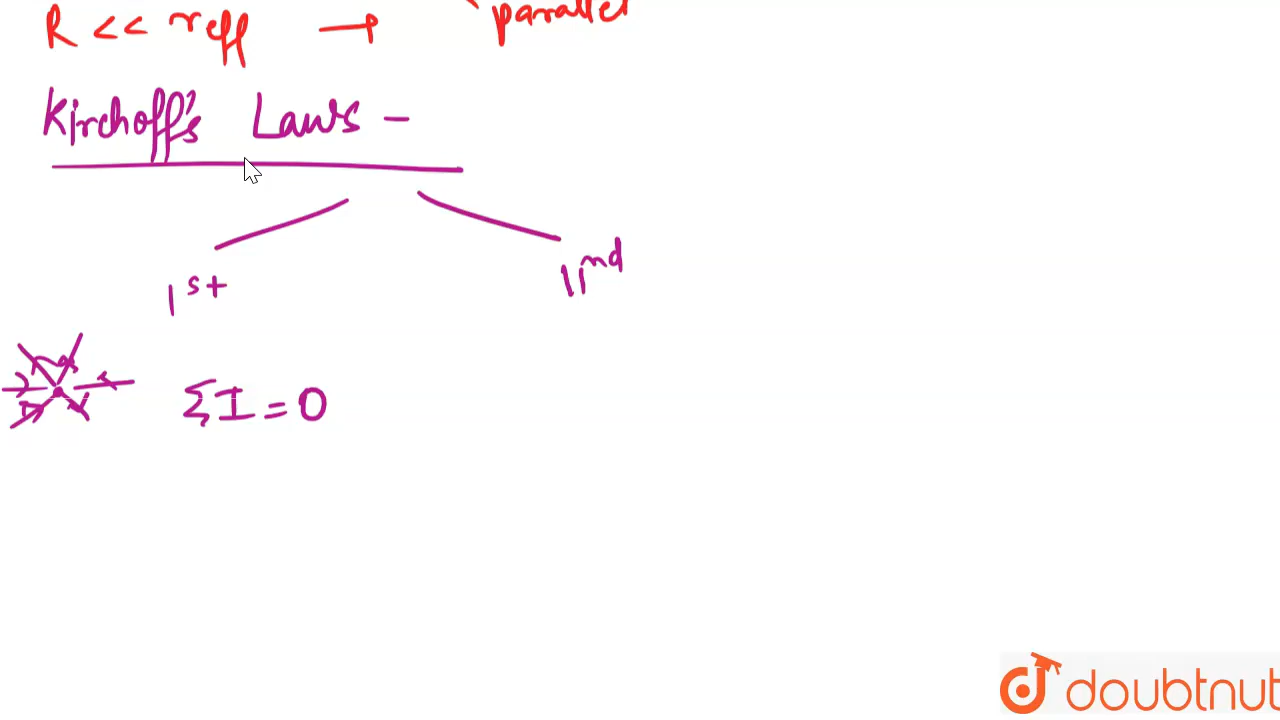 R << reff → parallel
Kirchoff's Laws -
1st
IInd
ΣI = 0
doubtnut